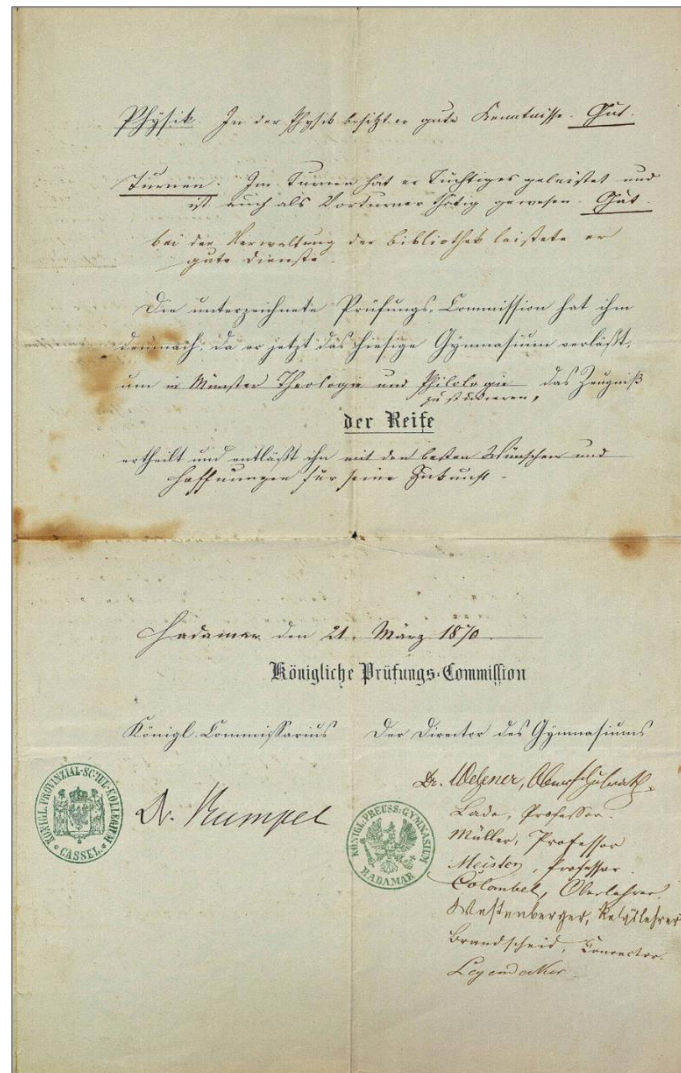 Physik. In der Physik besitzt er gute Kenntnisse. Gut.
Turnen. Im Turnen hat er Tüchtiges geleistet und
ist auch als Vorturner thätig gewesen. Gut.
bei der Verwaltung der Bibliothek leistete er
gute Dienste.
Die unterzeichnete Prüfungs-Commission hat ihm
demnach, da er jetzt das hiesige Gymnasium verläßt,
um in Münster Theologie und Philologie das Zeugniß
zu studieren,
der Reife
ertheilt und entläßt ihn mit den besten Wünschen und
Hoffnungen für seine Zukunft.
Hadamar den 21. März 1870.
Königliche Prüfungs-Commission
Königl. Commissarius Der Director des Gymnasiums
KÖNIGL. PROVINZIAL-SCHUL-KOLLEGIUM
CASSEL
Dr. Rumpel
KÖNIGL. PREUSS: GYMNASIUM
HADAMAR
Dr. Oberschulrath.
Lade, Professor.
Müller, Professor
Meister, Professor.
Colombel, Oberlehrer.
Westenberger,
Brandscheid, Conrector.